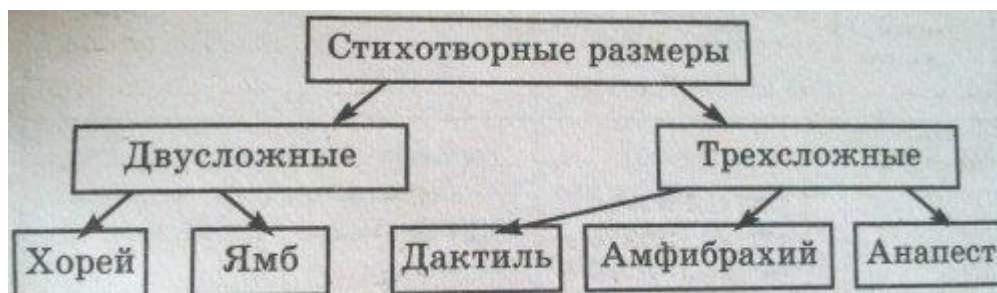 Стихотворные размеры
Двусложные
Трехсложные
Хорей
Ямб
Дактиль
Амфибрахий
Анапест